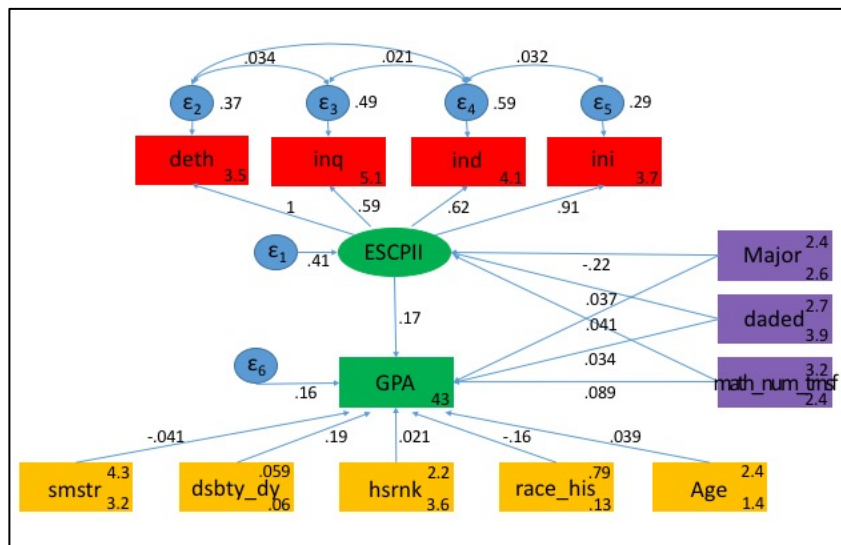 .034 .021 .032
ε2 .37 ε3 .49 ε4 .59 ε5 .29
deth 3.5 inq 5.1 ind 4.1 ini 3.7
1 .59 .62 .91
ε1 .41 ESCPII
Major 2.4 2.6
-.22
.037
daded 2.7 3.9
.17 .041
.034
math_num_trnsf 3.2 2.4
.089
ε6 .16 GPA 43
-.041 .19 .021 -.16 .039
smstr 4.3 3.2
dsbty_dy .059 .06
hsrnk 2.2 3.6
race_his .79 .13
Age 2.4 1.4